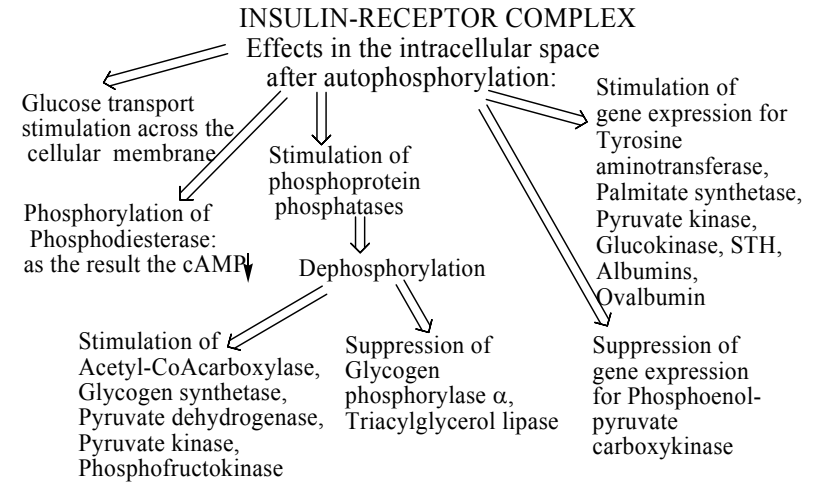 INSULIN-RECEPTOR COMPLEX
Effects in the intracellular space
after autophosphorylation:
Glucose transport
stimulation across the
cellular membrane
Phosphorylation of
Phosphodiesterase:
as the result the cAMP
Stimulation of
phosphoprotein
phosphatases
Dephosphorylation
Stimulation of
Acetyl-CoAcarboxylase,
Glycogen synthetase,
Pyruvate dehydrogenase,
Pyruvate kinase,
Phosphofructokinase
Suppression of
Glycogen
phosphorylase α,
Triacylglycerol lipase
Stimulation of
gene expression for
Tyrosine
aminotransferase,
Palmitate synthetase,
Pyruvate kinase,
Glucokinase, STH,
Albumins,
Ovalbumin
Suppression of
gene expression
for Phosphoenol-
pyruvate
carboxykinase